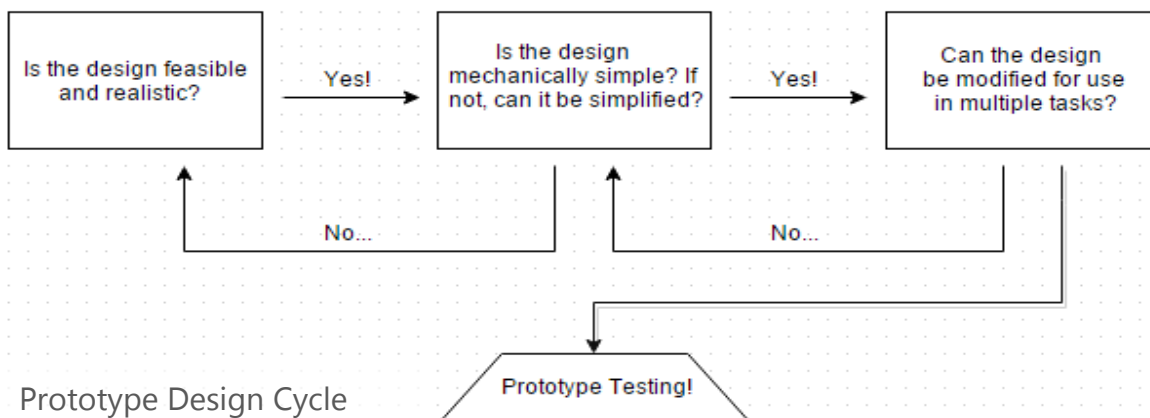 Is the design feasible
and realistic?
Yes!
Is the design
mechanically simple? If
not, can it be simplified?
Yes!
Can the design
be modified for use
in multiple tasks?
No...
No...
Prototype Testing!
Prototype Design Cycle